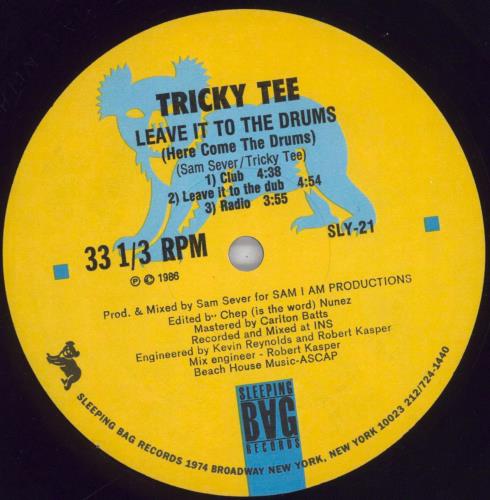 TRICKY TEE
LEAVE IT TO THE DRUMS
(Here Come The Drums)
(Sam Sever/Tricky Tee)
1) Club 4:38
2) Leave it to the dub 4:54
3) Radio 3:55
33 1/3 RPM
SLY-21
℗ © 1986
Prod. & Mixed by Sam Sever for SAM I AM PRODUCTIONS
Edited by Chep (is the word) Nunez
Mastered by Carlton Batts
Recorded and Mixed at INS
Engineered by Kevin Reynolds and Robert Kasper
Mix engineer - Robert Kasper
Beach House Music-ASCAP
SLEEPING
BAG
RECORDS
SLEEPING BAG RECORDS 1974 BROADWAY NEW YORK, NEW YORK 10023 212/724-1440